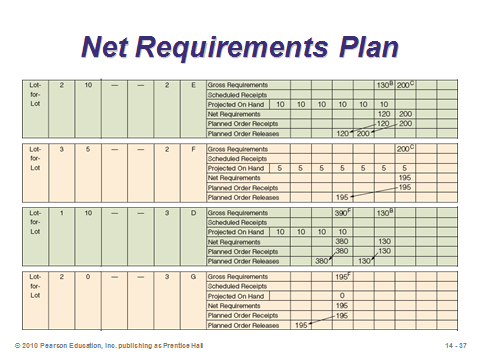 Net Requirements Plan
Lot- 2 10 — — 2 E Gross Requirements 130B 200C
for- Scheduled Receipts
Lot Projected On Hand 10 10 10 10 10 10
Net Requirements 120 200
Planned Order Receipts 120 200
Planned Order Releases 120 200
Lot- 3 5 — — 2 F Gross Requirements 200C
for- Scheduled Receipts
Lot Projected On Hand 5 5 5 5 5 5 5 5
Net Requirements 195
Planned Order Receipts 195
Planned Order Releases 195
Lot- 1 10 — — 3 D Gross Requirements 390F 130B
for- Scheduled Receipts
Lot Projected On Hand 10 10 10 10
Net Requirements 380 130
Planned Order Receipts 380 130
Planned Order Releases 380 130
Lot- 2 0 — — 3 G Gross Requirements 195F
for- Scheduled Receipts
Lot Projected On Hand 0
Net Requirements 195
Planned Order Receipts 195
Planned Order Releases 195
© 2010 Pearson Education, Inc. publishing as Prentice Hall 14 - 37